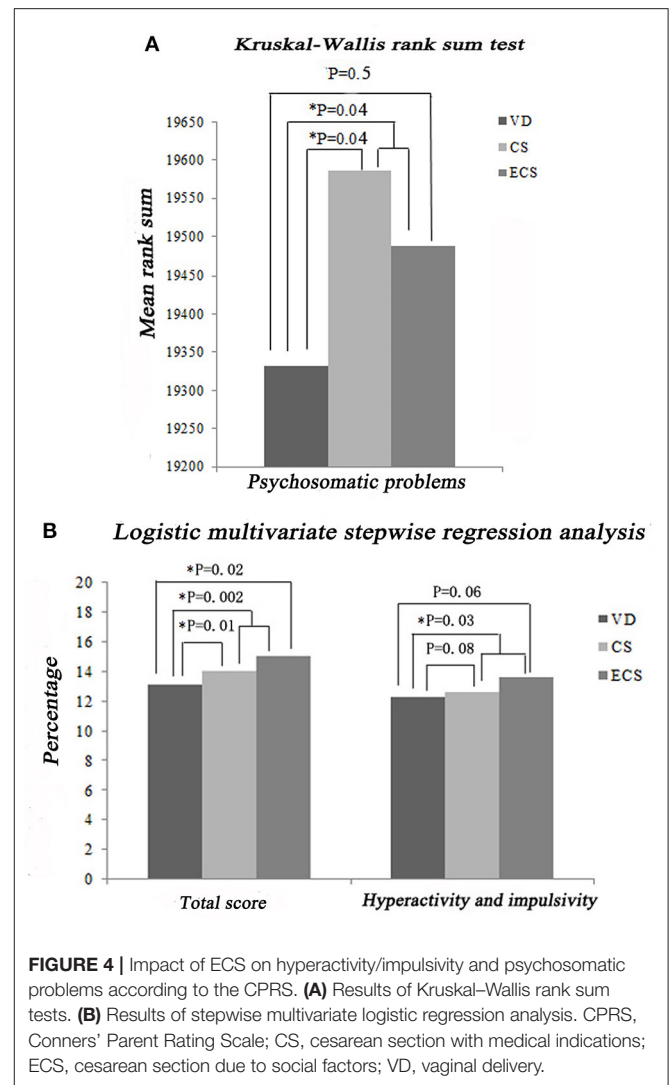 A Kruskal-Wallis rank sum test
P=0.5
*P=0.04
*P=0.04
VD
CS
ECS
19650
19600
19550
19500
19450
19400
19350
19300
19250
19200
Mean rank sum
Psychosomatic problems
B Logistic multivariate stepwise regression analysis
*P=0.02
*P=0.002
*P=0.01
P=0.06
*P=0.03
P=0.08
VD
CS
ECS
20
18
16
14
12
10
8
6
4
2
0
Percentage
Total score
Hyperactivity and impulsivity
FIGURE 4 | Impact of ECS on hyperactivity/impulsivity and psychosomatic
problems according to the CPRS. (A) Results of Kruskal–Wallis rank sum
tests. (B) Results of stepwise multivariate logistic regression analysis. CPRS,
Conners’ Parent Rating Scale; CS, cesarean section with medical indications;
ECS, cesarean section due to social factors; VD, vaginal delivery.